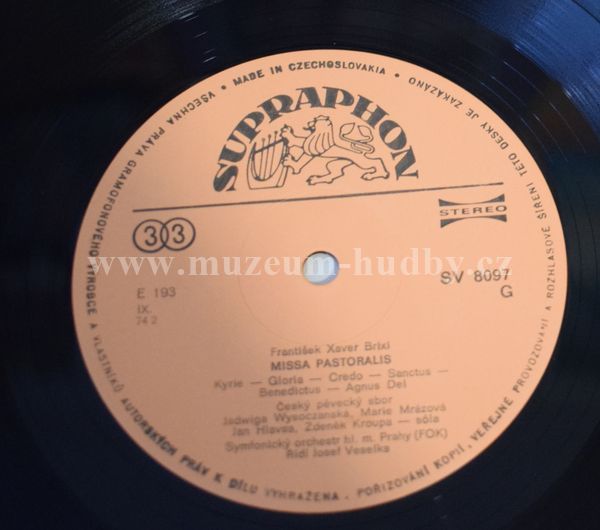 • MADE IN CZECHOSLOVAKIA •
VŠECHNA PRÁVA GRAMOFONOVÉHO VÝROBCE A VLASTNÍKŮ AUTORSKÝCH PRÁV K DÍLU VYHRAŽENA. POŘIZOVÁNÍ KOPIÍ, VEŘEJNÉ PROVOZOVÁNÍ A ROZHLASOVÉ ŠÍŘENÍ TÉTO DESKY JE ZAKÁZÁNO
SUPRAPHON
STEREO
33
www.muzeum-hudby.cz
E 193
SV 8097
IX.
G
74 2
František Xaver Brixi
MISSA PASTORALIS
Kyrie — Gloria — Credo — Sanctus —
Benedictus — Agnus Dei
Český pěvecký sbor
Jadwiga Wysoczanská, Marie Mrázová
Jan Hlavsa, Zdeněk Kroupa — sóla
Symfonický orchestr hl. m. Prahy (FOK)
Řídí Josef Veselka